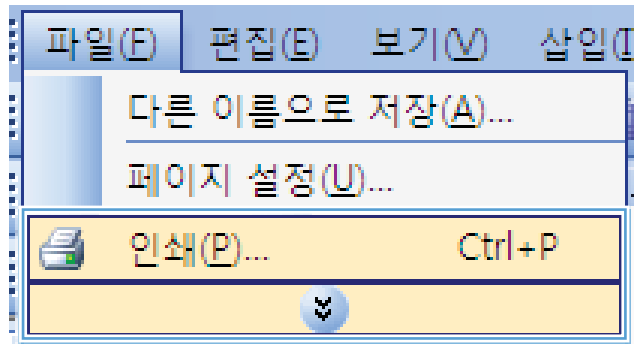 파일(F) 편집(E) 보기(V) 삽입(I
다른 이름으로 저장(A)...
페이지 설정(U)...
인쇄(P)... Ctrl+P